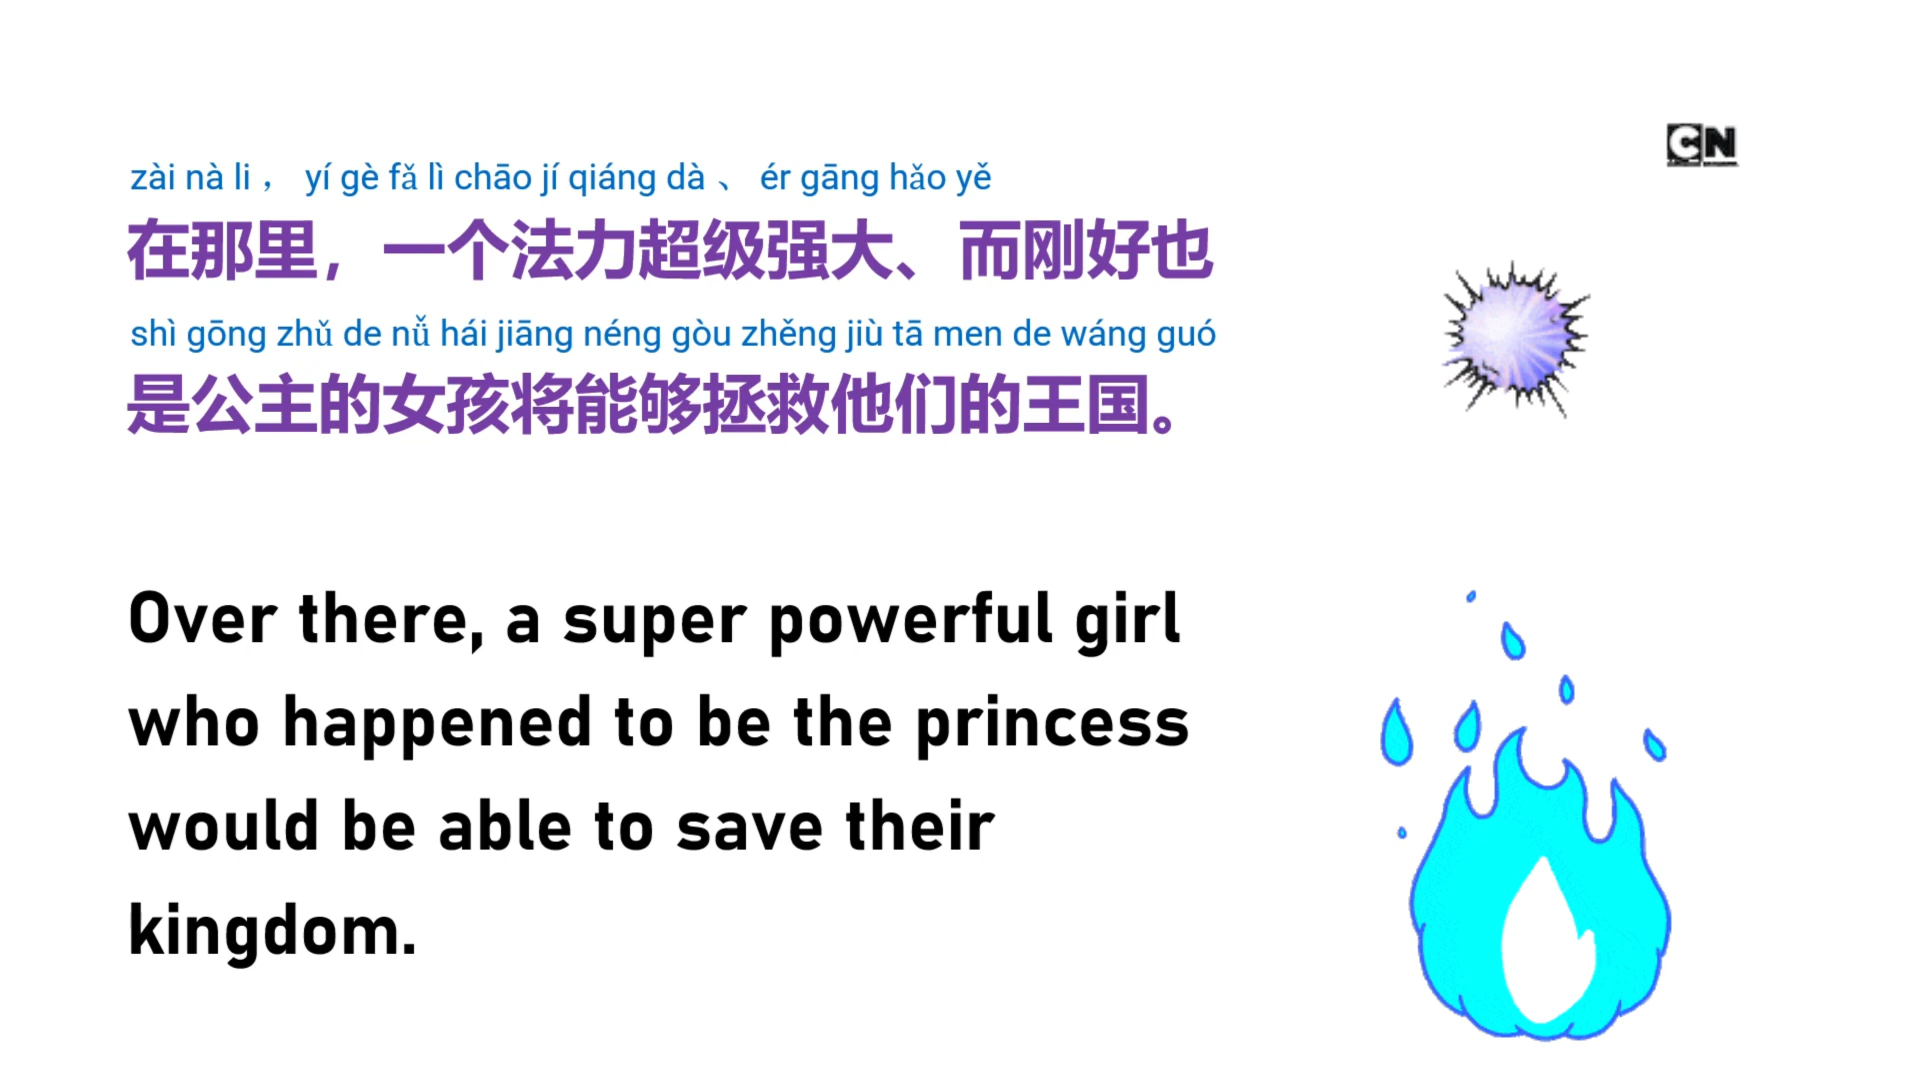 CN
zài nà li ， yí gè fǎ lì chāo jí qiáng dà 、 ér gāng hǎo yě
在那里，一个法力超级强大、而刚好也
shì gōng zhǔ de nǚ hái jiāng néng gòu zhěng jiù tā men de wáng guó
是公主的女孩将能够拯救他们的王国。
Over there, a super powerful girl
who happened to be the princess
would be able to save their
kingdom.